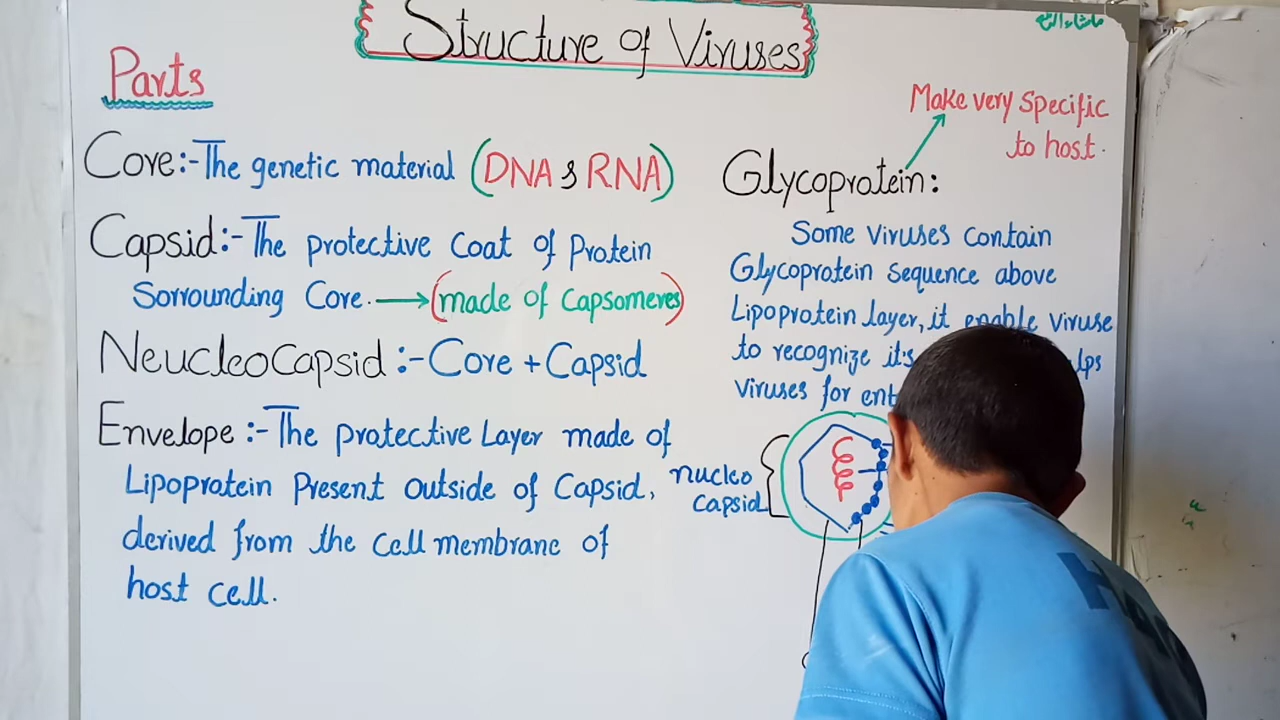 Structure of Viruses
ماشاءالله
Parts
Core:- The genetic material (DNA & RNA)
Capsid:- The protective Coat of Protein
Sorrounding Core. → (made of Capsomeres)
NeucleoCapsid :- Core + Capsid
Envelope :- The protective Layer made of
Lipoprotein Present outside of Capsid,
derived from the cell membrane of
host cell.
Make very specific
to host.
Glycoprotein:
Some viruses contain
Glycoprotein sequence above
Lipoprotein layer, it enable viruse
to recognize it's
viruses for
nucleo
capsid